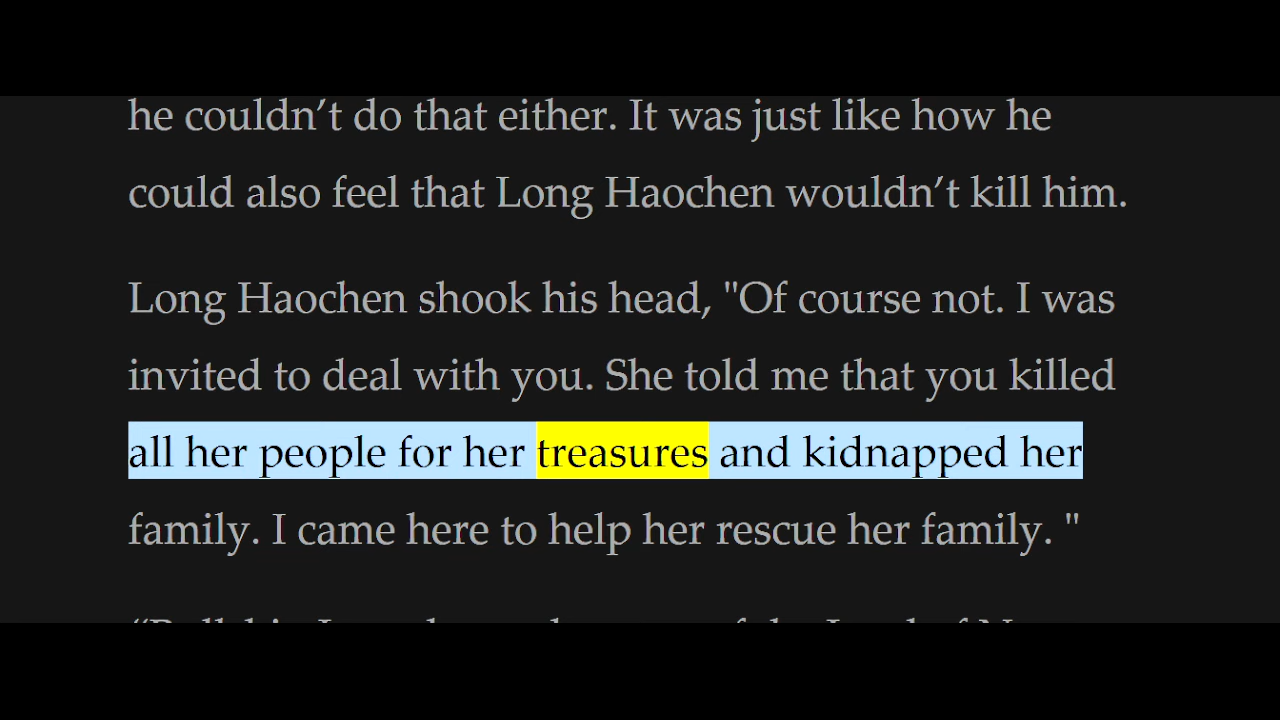 he couldn’t do that either. It was just like how he
could also feel that Long Haochen wouldn’t kill him.
Long Haochen shook his head, "Of course not. I was
invited to deal with you. She told me that you killed
all her people for her treasures and kidnapped her
family. I came here to help her rescue her family. "